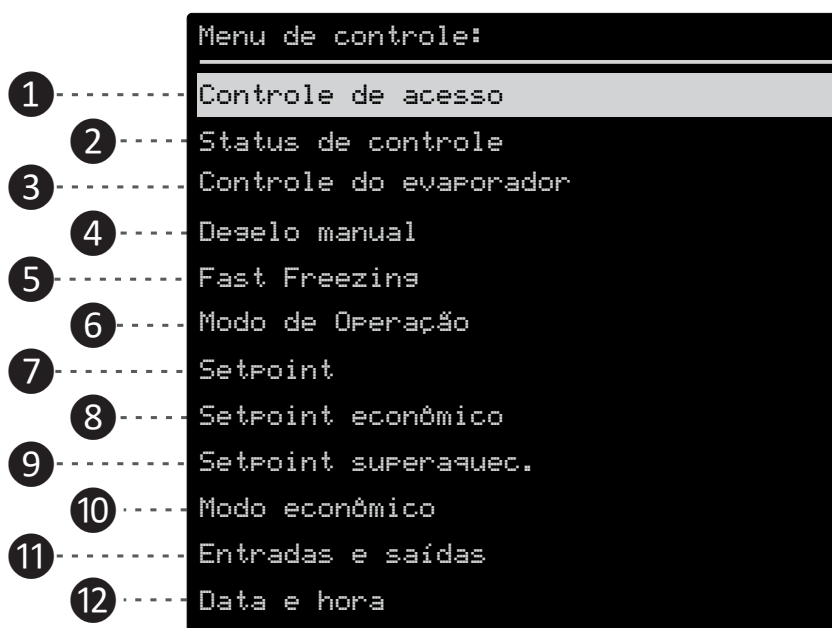 Menu de controle:
1 Controle de acesso
2 Status de controle
3 Controle do evaporador
4 Degelo manual
5 Fast Freezing
6 Modo de Operação
7 Setpoint
8 Setpoint econômico
9 Setpoint superaquec.
10 Modo econômico
11 Entradas e saídas
12 Data e hora